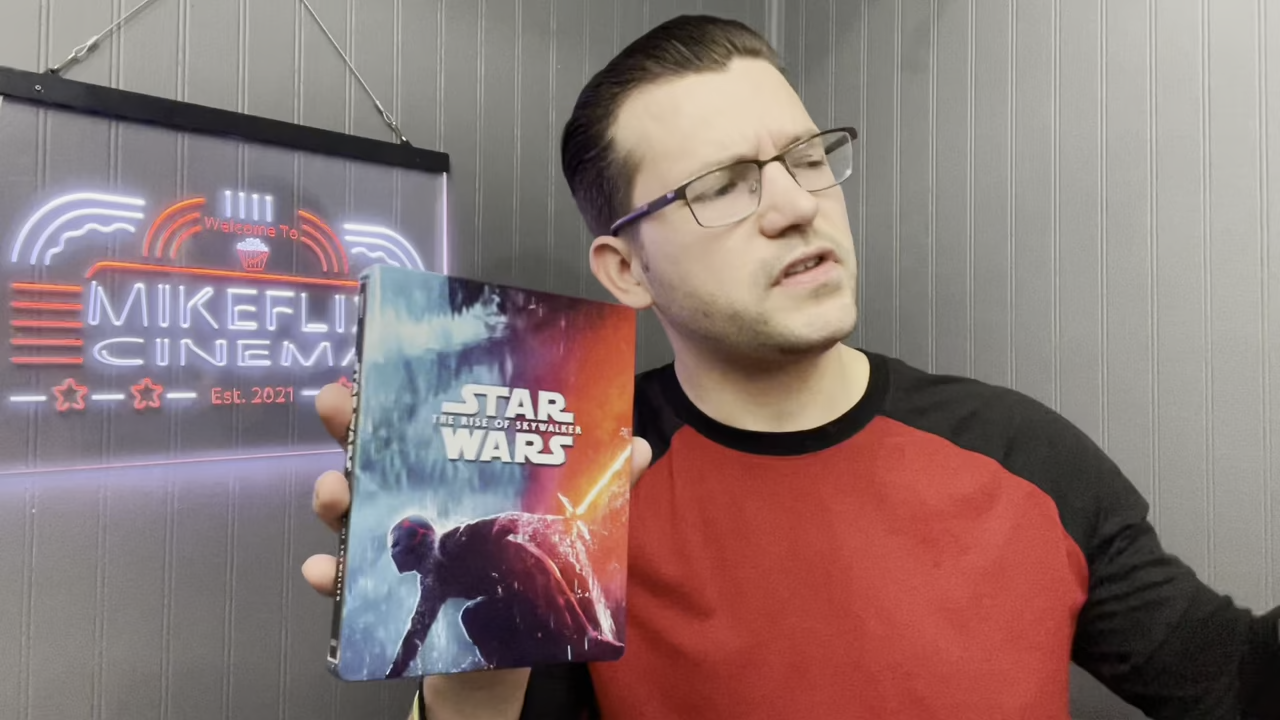 Welcome To
MIKEFLI
CINEMA
Est. 2021
STAR
THE RISE OF SKYWALKER
WARS